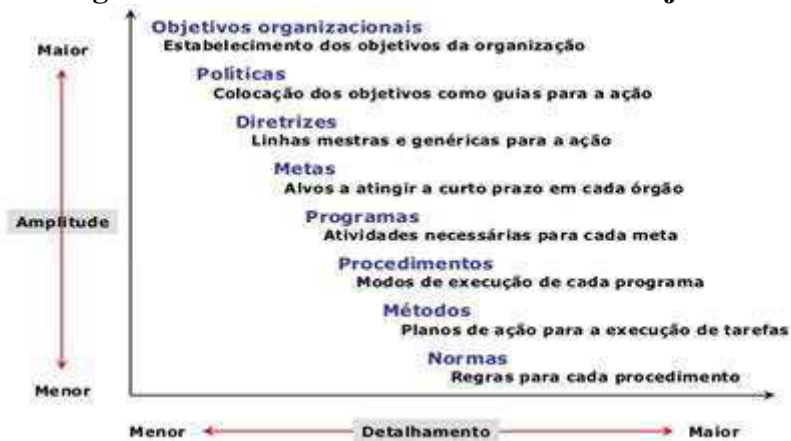 Objetivos organizacionais
Estabelecimento dos objetivos da organização
Maior
Políticas
Colocação dos objetivos como guias para a ação
Diretrizes
Linhas mestras e genéricas para a ação
Metas
Alvos a atingir a curto prazo em cada órgão
Amplitude
Programas
Atividades necessárias para cada meta
Procedimentos
Modos de execução de cada programa
Métodos
Planos de ação para a execução de tarefas
Normas
Regras para cada procedimento
Menor
Menor Detalhamento Maior